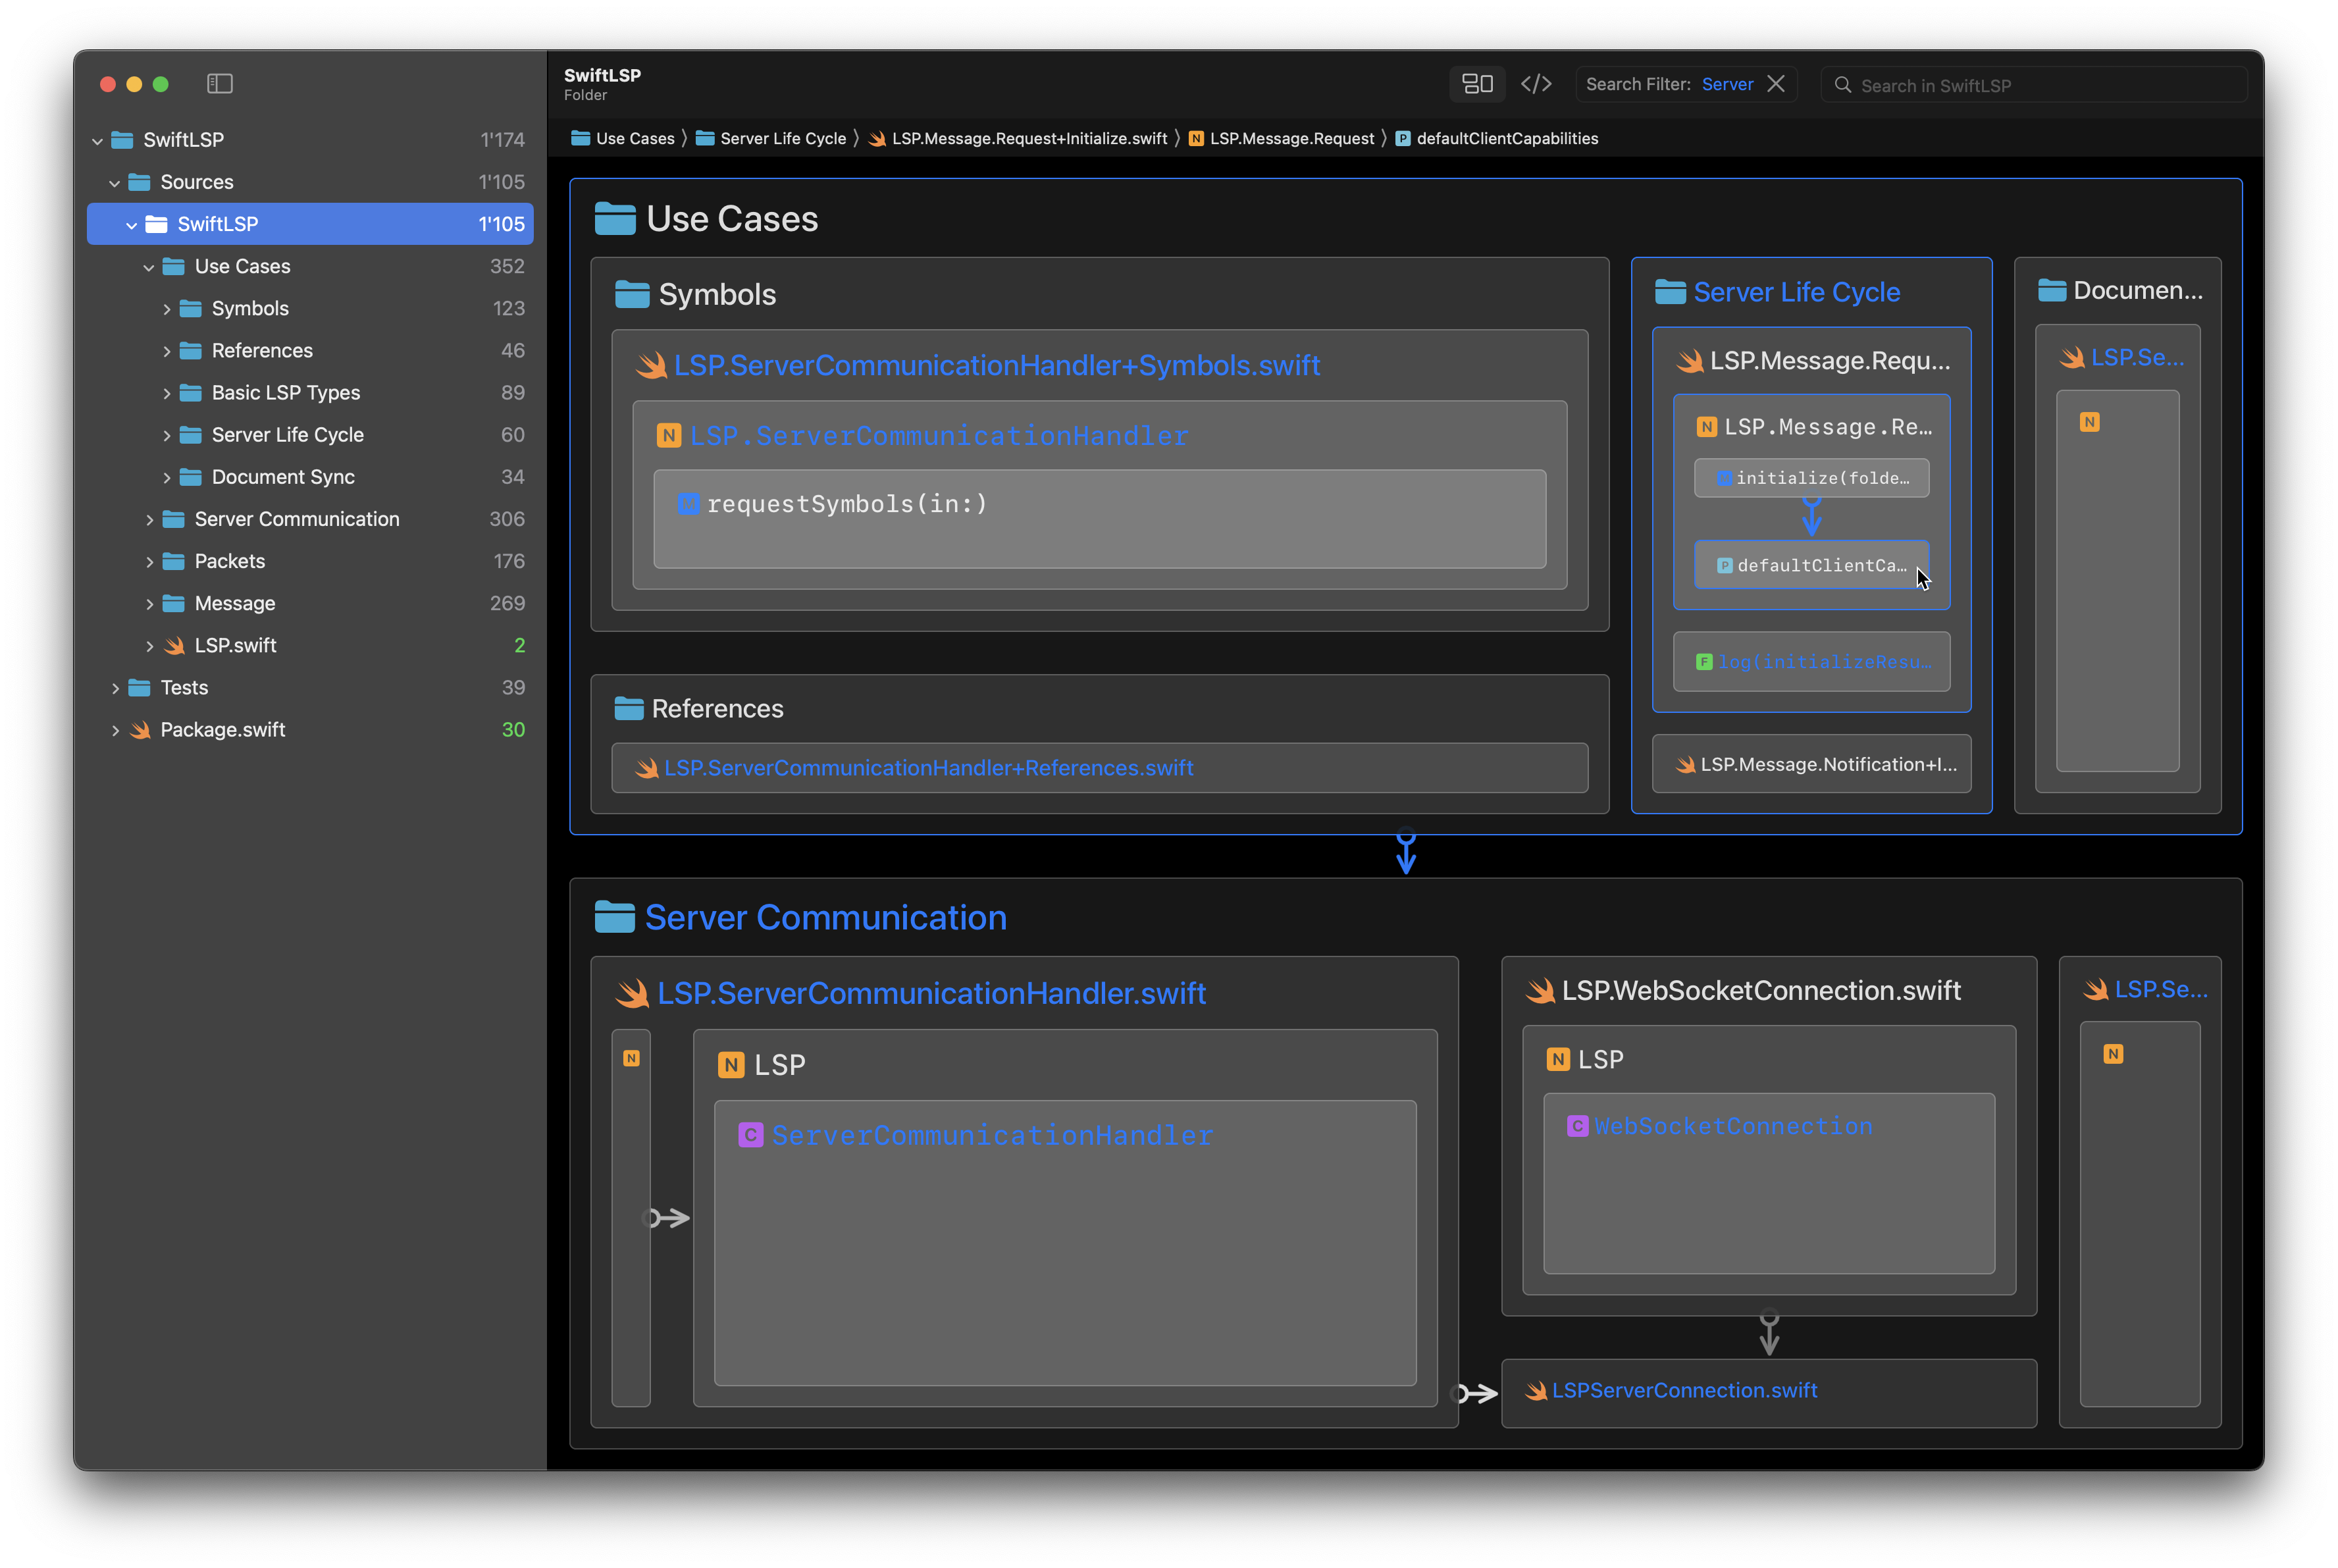 SwiftLSP
Folder
Search Filter: Server
Search in SwiftLSP
SwiftLSP 1'174
Sources 1'105
SwiftLSP 1'105
Use Cases 352
Symbols 123
References 46
Basic LSP Types 89
Server Life Cycle 60
Document Sync 34
Server Communication 306
Packets 176
Message 269
LSP.swift 2
Tests 39
Package.swift 30
Use Cases 〉 Server Life Cycle 〉 LSP.Message.Request+Initialize.swift 〉 N LSP.Message.Request 〉 P defaultClientCapabilities
Use Cases
Symbols
LSP.ServerCommunicationHandler+Symbols.swift
N LSP.ServerCommunicationHandler
M requestSymbols(in:)
References
LSP.ServerCommunicationHandler+References.swift
Server Life Cycle
LSP.Message.Requ...
N LSP.Message.Re...
M initialize(folde...
P defaultClientCa...
F log(initializeResu...
LSP.Message.Notification+I...
Documen...
LSP.Se...
N
Server Communication
LSP.ServerCommunicationHandler.swift
N
N LSP
C ServerCommunicationHandler
LSP.WebSocketConnection.swift
N LSP
C WebSocketConnection
LSPServerConnection.swift
LSP.Se...
N